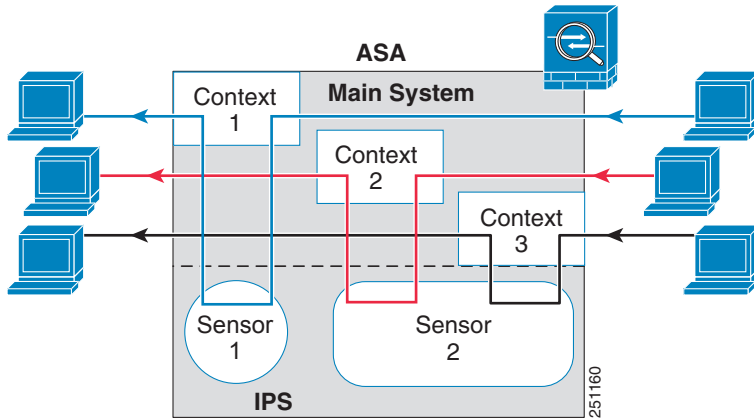 ASA
Main System
Context
1
Context
2
Context
3
Sensor
1
Sensor
2
IPS
251160